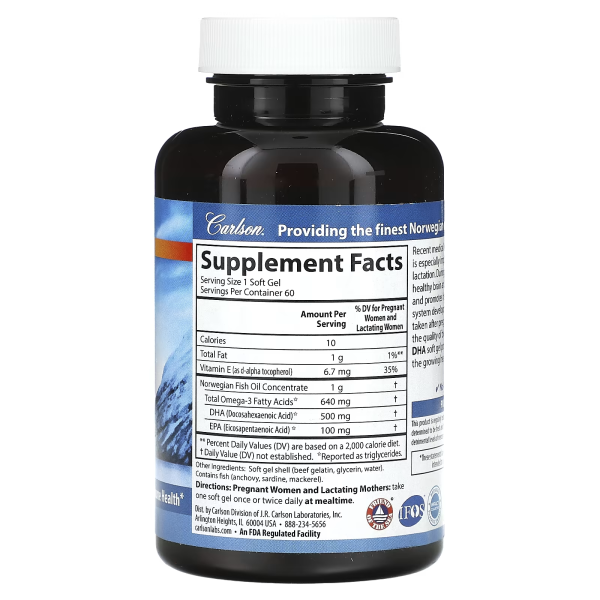 Carlson. Providing the finest Norwegian
Supplement Facts
Serving Size 1 Soft Gel
Servings Per Container 60
Amount Per Serving % DV for Pregnant Women and Lactating Women
Calories 10
Total Fat 1 g 1%**
Vitamin E (as d-alpha tocopherol) 6.7 mg 35%
Norwegian Fish Oil Concentrate 1 g †
Total Omega-3 Fatty Acids* 640 mg †
DHA (Docosahexaenoic Acid)* 500 mg †
EPA (Eicosapentaenoic Acid)* 100 mg †
** Percent Daily Values (DV) are based on a 2,000 calorie diet.
† Daily Value (DV) not established. *Reported as triglycerides.
Other Ingredients: Soft gel shell (beef gelatin, glycerin, water).
Contains fish (anchovy, sardine, mackerel).
Directions: Pregnant Women and Lactating Mothers: take
one soft gel once or twice daily at mealtime.
Dist. by Carlson Division of J.R. Carlson Laboratories, Inc.
Arlington Heights, IL 60004 USA • 888-234-5656
carlsonlabs.com • An FDA Regulated Facility
IFOS
Health*
Recent
is especially
lactation.
healthy brain
and promotes
system
taken after
the quality of
DHA soft gel
the growing